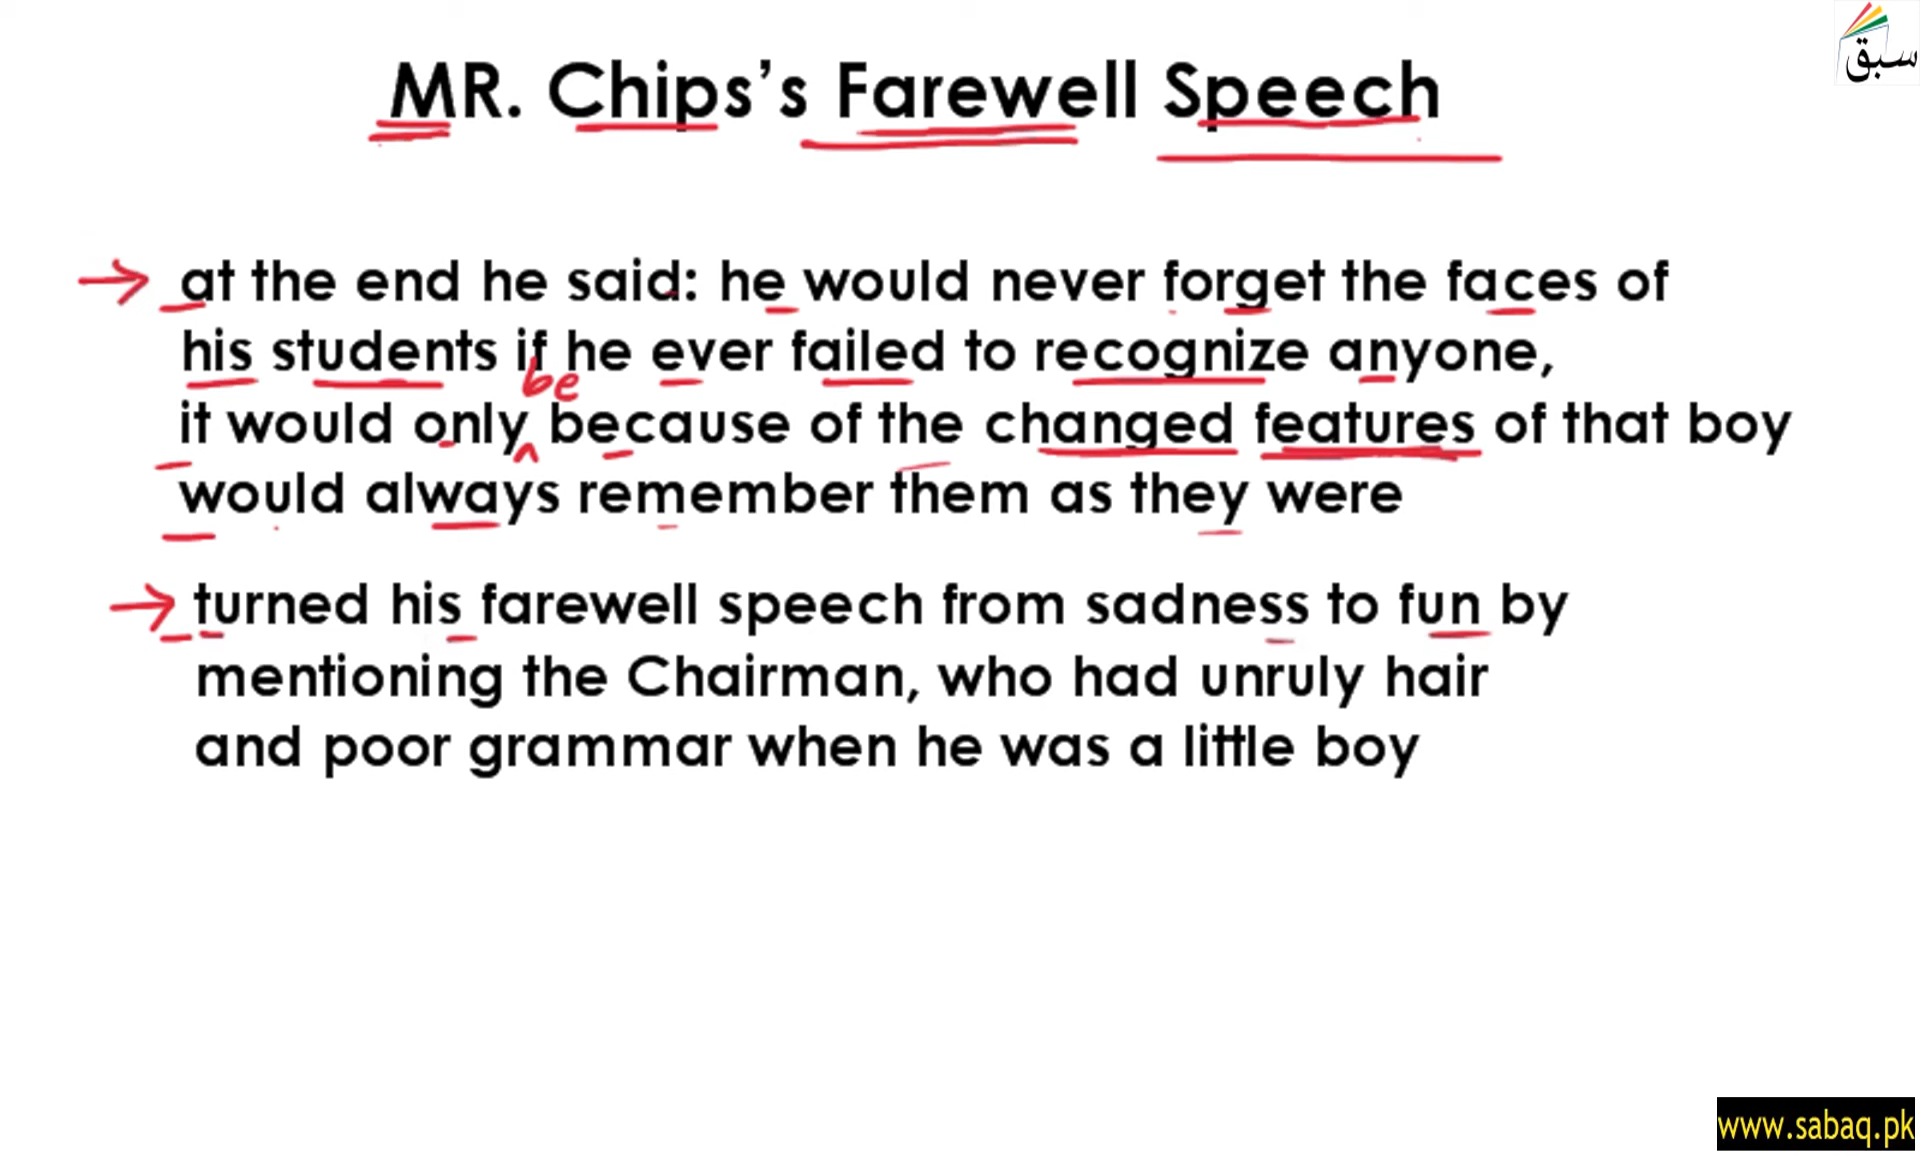 سبق
MR. Chips's Farewell Speech
→ at the end he said: he would never forget the faces of
his students if he ever failed to recognize anyone,
be
it would only ^ because of the changed features of that boy
would always remember them as they were
→ turned his farewell speech from sadness to fun by
mentioning the Chairman, who had unruly hair
and poor grammar when he was a little boy
www.sabaq.pk